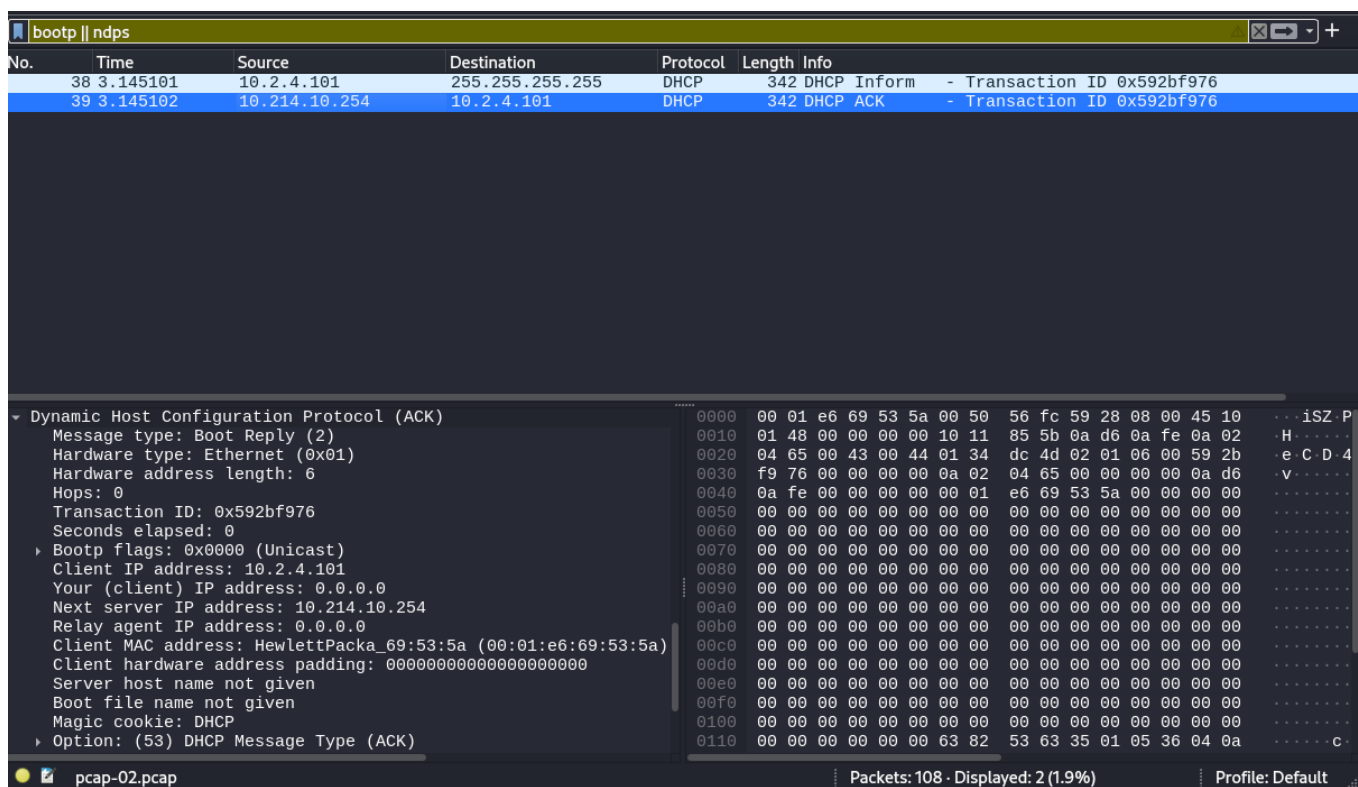 bootp || ndps
No. Time Source Destination Protocol Length Info
38 3.145101 10.2.4.101 255.255.255.255 DHCP 342 DHCP Inform - Transaction ID 0x592bf976
39 3.145102 10.214.10.254 10.2.4.101 DHCP 342 DHCP ACK - Transaction ID 0x592bf976
Dynamic Host Configuration Protocol (ACK)
Message type: Boot Reply (2)
Hardware type: Ethernet (0x01)
Hardware address length: 6
Hops: 0
Transaction ID: 0x592bf976
Seconds elapsed: 0
Bootp flags: 0x0000 (Unicast)
Client IP address: 10.2.4.101
Your (client) IP address: 0.0.0.0
Next server IP address: 10.214.10.254
Relay agent IP address: 0.0.0.0
Client MAC address: HewlettPacka_69:53:5a (00:01:e6:69:53:5a)
Client hardware address padding: 00000000000000000000
Server host name not given
Boot file name not given
Magic cookie: DHCP
Option: (53) DHCP Message Type (ACK)
0000 00 01 e6 69 53 5a 00 50 56 fc 59 28 08 00 45 10 ···iSZ·P
0010 01 48 00 00 00 00 10 11 85 5b 0a d6 0a fe 0a 02 ·H······
0020 04 65 00 43 00 44 01 34 dc 4d 02 01 06 00 59 2b ·e·C·D·4
0030 f9 76 00 00 00 00 0a 02 04 65 00 00 00 00 0a d6 ·v······
0040 0a fe 00 00 00 00 00 01 e6 69 53 5a 00 00 00 00 ········
0050 00 00 00 00 00 00 00 00 00 00 00 00 00 00 00 00 ········
0060 00 00 00 00 00 00 00 00 00 00 00 00 00 00 00 00 ········
0070 00 00 00 00 00 00 00 00 00 00 00 00 00 00 00 00 ········
0080 00 00 00 00 00 00 00 00 00 00 00 00 00 00 00 00 ········
0090 00 00 00 00 00 00 00 00 00 00 00 00 00 00 00 00 ········
00a0 00 00 00 00 00 00 00 00 00 00 00 00 00 00 00 00 ········
00b0 00 00 00 00 00 00 00 00 00 00 00 00 00 00 00 00 ········
00c0 00 00 00 00 00 00 00 00 00 00 00 00 00 00 00 00 ········
00d0 00 00 00 00 00 00 00 00 00 00 00 00 00 00 00 00 ········
00e0 00 00 00 00 00 00 00 00 00 00 00 00 00 00 00 00 ········
00f0 00 00 00 00 00 00 00 00 00 00 00 00 00 00 00 00 ········
0100 00 00 00 00 00 00 00 00 00 00 00 00 00 00 00 00 ········
0110 00 00 00 00 00 00 63 82 53 63 35 01 05 36 04 0a ······c·
pcap-02.pcap Packets: 108 · Displayed: 2 (1.9%) Profile: Default